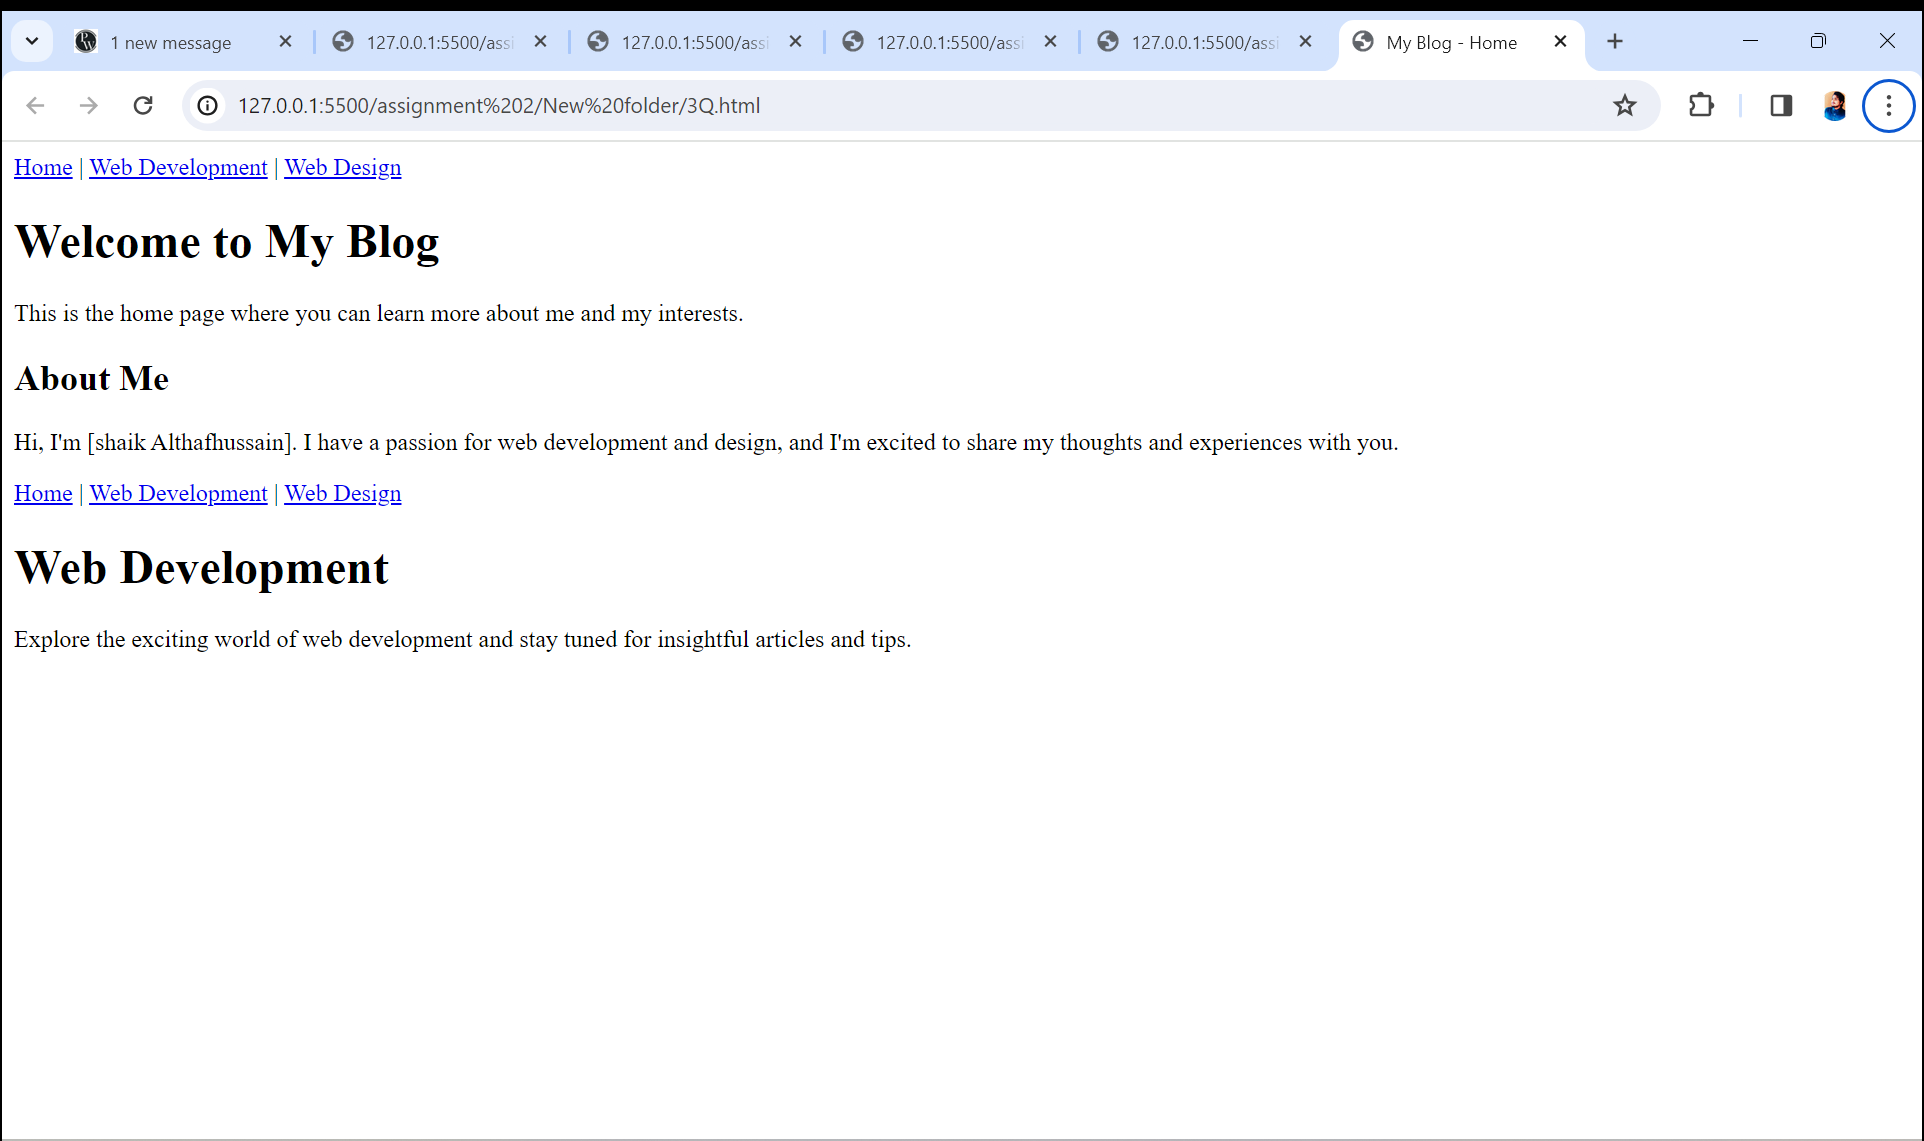 1 new message
127.0.0.1:5500/assi
127.0.0.1:5500/assi
127.0.0.1:5500/assi
127.0.0.1:5500/assi
My Blog - Home
127.0.0.1:5500/assignment%202/New%20folder/3Q.html
Home | Web Development | Web Design
Welcome to My Blog
This is the home page where you can learn more about me and my interests.
About Me
Hi, I'm [shaik Althafhussain]. I have a passion for web development and design, and I'm excited to share my thoughts and experiences with you.
Home | Web Development | Web Design
Web Development
Explore the exciting world of web development and stay tuned for insightful articles and tips.